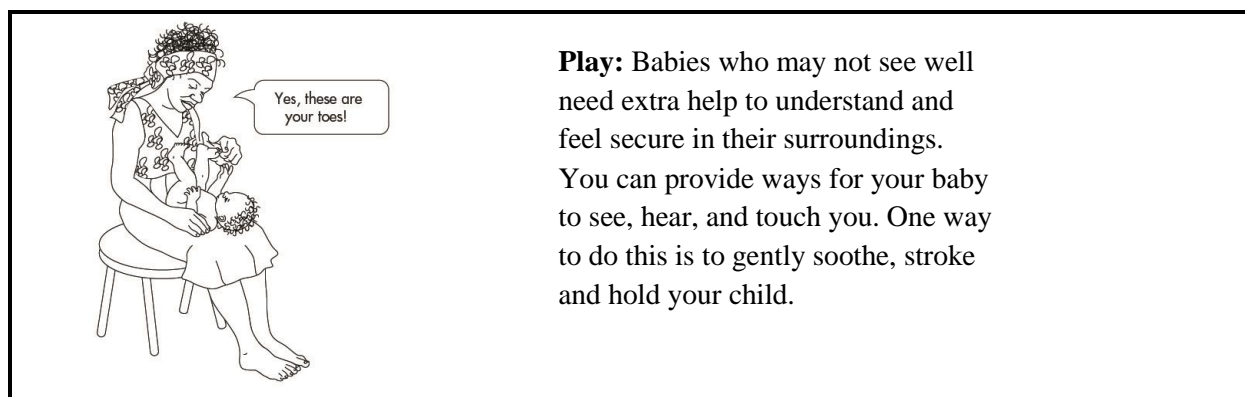 Yes, these are
your toes!
Play: Babies who may not see well
need extra help to understand and
feel secure in their surroundings.
You can provide ways for your baby
to see, hear, and touch you. One way
to do this is to gently soothe, stroke
and hold your child.